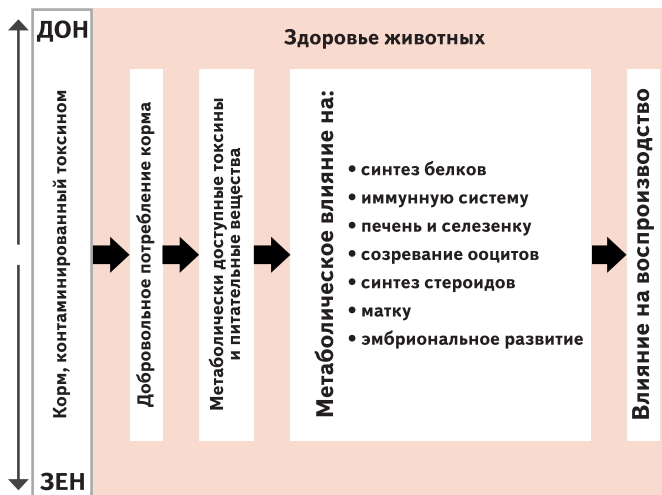 ДОН
Здоровье животных
Корм, контаминированный токсином
Добровольное потребление корма
Метаболически доступные токсины
и питательные вещества
Метаболическое влияние на:
• синтез белков
• иммунную систему
• печень и селезенку
• созревание ооцитов
• синтез стероидов
• матку
• эмбриональное развитие
Влияние на воспроизводство
ЗЕН